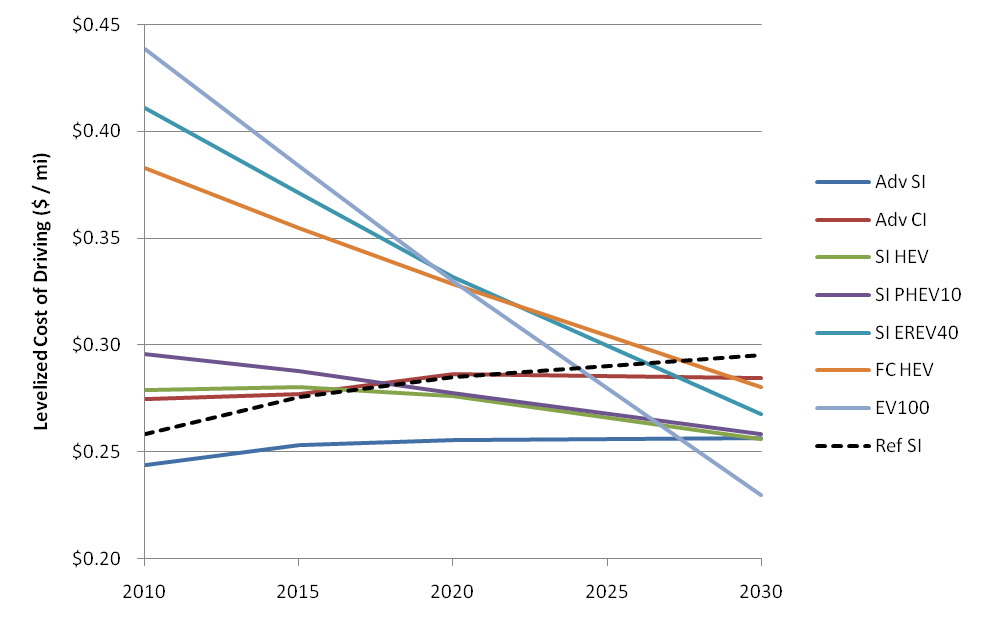 $0.45
$0.40
$0.35
$0.30
$0.25
$0.20
Levelized Cost of Driving ($ / mi)
2010
2015
2020
2025
2030
Adv SI
Adv CI
SI HEV
SI PHEV10
SI EREV40
FC HEV
EV100
Ref SI